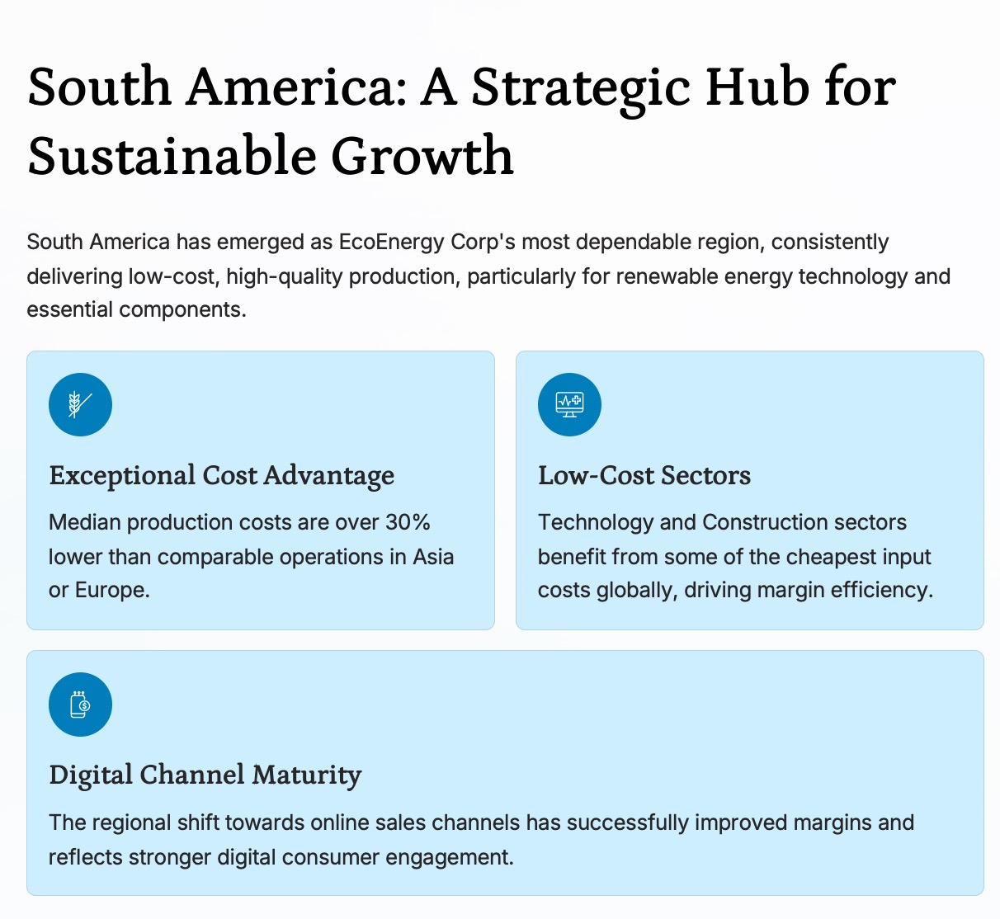 South America: A Strategic Hub for
Sustainable Growth
South America has emerged as EcoEnergy Corp's most dependable region, consistently
delivering low-cost, high-quality production, particularly for renewable energy technology and
essential components.
Exceptional Cost Advantage
Median production costs are over 30%
lower than comparable operations in Asia
or Europe.
Low-Cost Sectors
Technology and Construction sectors
benefit from some of the cheapest input
costs globally, driving margin efficiency.
Digital Channel Maturity
The regional shift towards online sales channels has successfully improved margins and
reflects stronger digital consumer engagement.